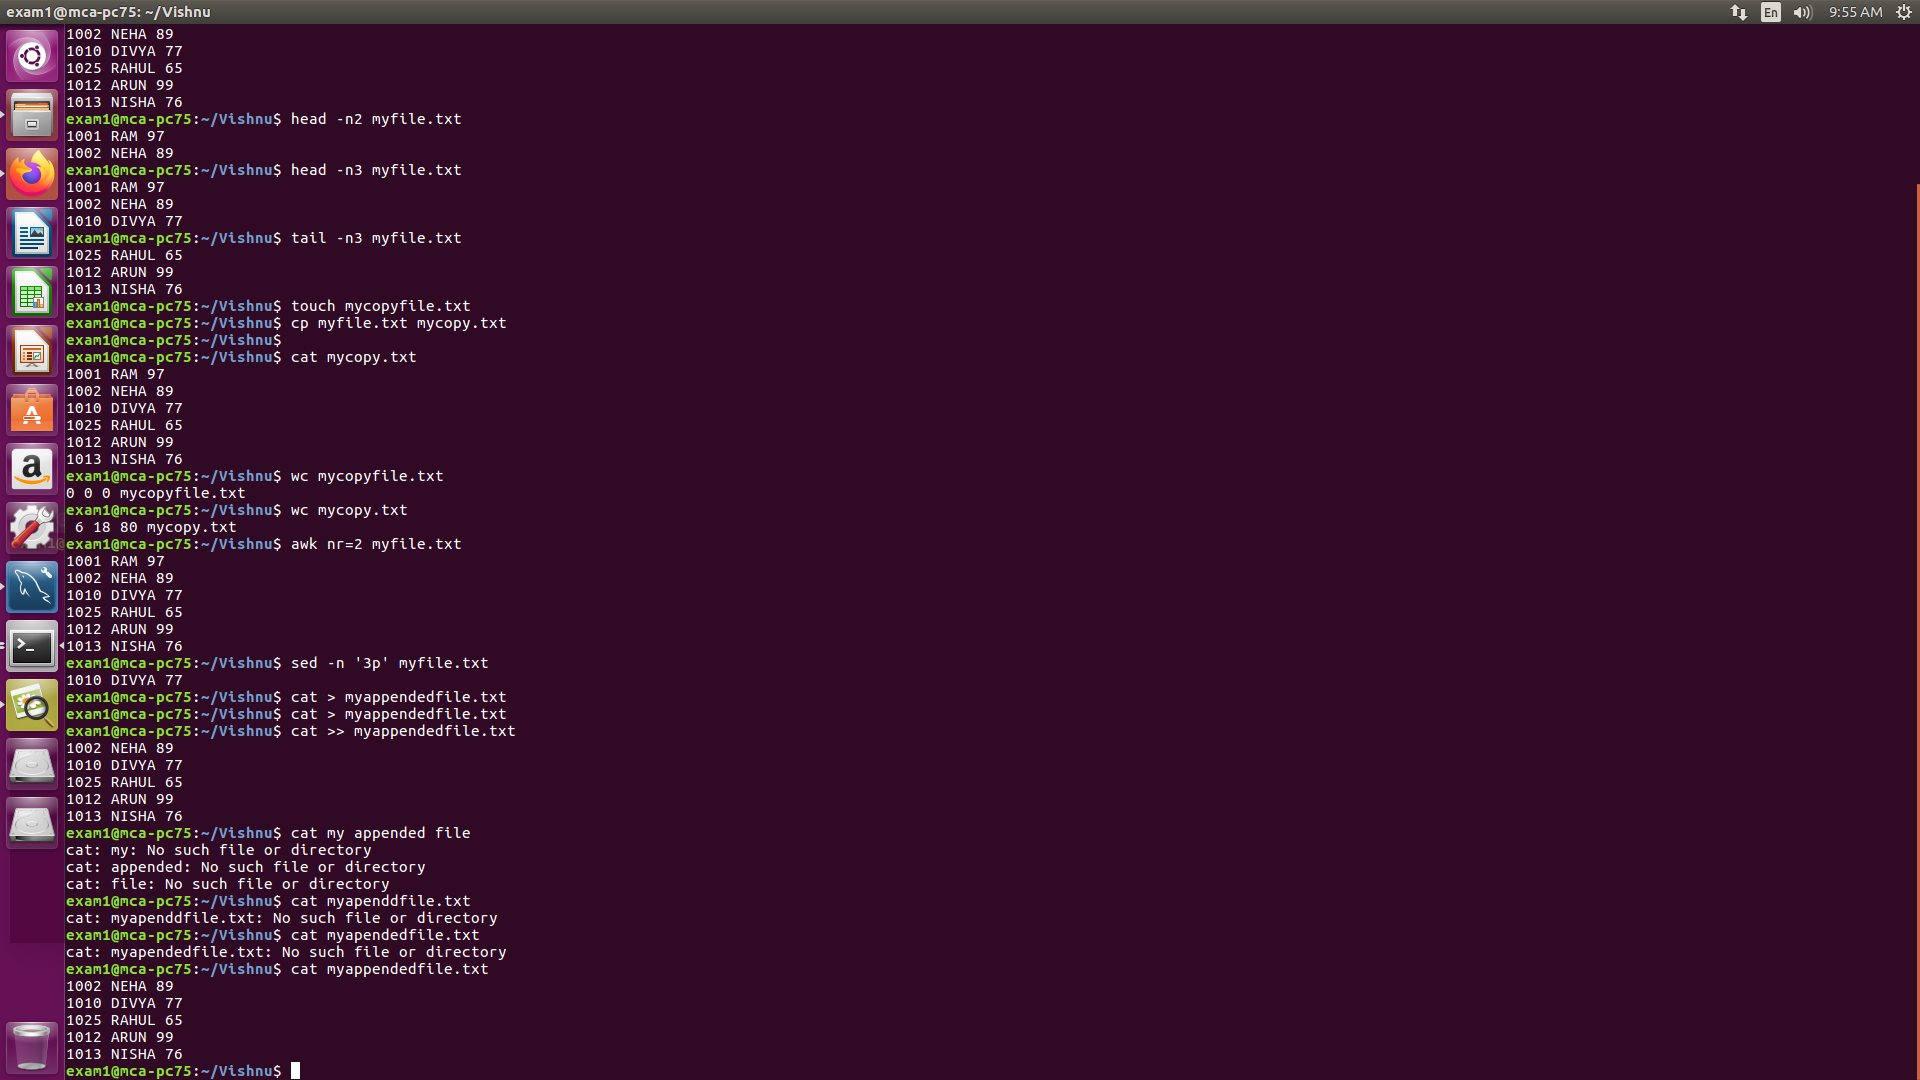 exam1@mca-pc75: ~/Vishnu
En
9:55 AM
1002 NEHA 89
1010 DIVYA 77
1025 RAHUL 65
1012 ARUN 99
1013 NISHA 76
exam1@mca-pc75:~/Vishnu$ head -n2 myfile.txt
1001 RAM 97
1002 NEHA 89
exam1@mca-pc75:~/Vishnu$ head -n3 myfile.txt
1001 RAM 97
1002 NEHA 89
1010 DIVYA 77
exam1@mca-pc75:~/Vishnu$ tail -n3 myfile.txt
1025 RAHUL 65
1012 ARUN 99
1013 NISHA 76
exam1@mca-pc75:~/Vishnu$ touch mycopyfile.txt
exam1@mca-pc75:~/Vishnu$ cp myfile.txt mycopy.txt
exam1@mca-pc75:~/Vishnu$
exam1@mca-pc75:~/Vishnu$ cat mycopy.txt
1001 RAM 97
1002 NEHA 89
1010 DIVYA 77
1025 RAHUL 65
1012 ARUN 99
1013 NISHA 76
exam1@mca-pc75:~/Vishnu$ wc mycopyfile.txt
0 0 0 mycopyfile.txt
exam1@mca-pc75:~/Vishnu$ wc mycopy.txt
 6 18 80 mycopy.txt
exam1@mca-pc75:~/Vishnu$ awk nr=2 myfile.txt
1001 RAM 97
1002 NEHA 89
1010 DIVYA 77
1025 RAHUL 65
1012 ARUN 99
1013 NISHA 76
exam1@mca-pc75:~/Vishnu$ sed -n '3p' myfile.txt
1010 DIVYA 77
exam1@mca-pc75:~/Vishnu$ cat > myappendedfile.txt
exam1@mca-pc75:~/Vishnu$ cat > myappendedfile.txt
exam1@mca-pc75:~/Vishnu$ cat >> myappendedfile.txt
1002 NEHA 89
1010 DIVYA 77
1025 RAHUL 65
1012 ARUN 99
1013 NISHA 76
exam1@mca-pc75:~/Vishnu$ cat my appended file
cat: my: No such file or directory
cat: appended: No such file or directory
cat: file: No such file or directory
exam1@mca-pc75:~/Vishnu$ cat myapenddfile.txt
cat: myapenddfile.txt: No such file or directory
exam1@mca-pc75:~/Vishnu$ cat myapendedfile.txt
cat: myapendedfile.txt: No such file or directory
exam1@mca-pc75:~/Vishnu$ cat myappendedfile.txt
1002 NEHA 89
1010 DIVYA 77
1025 RAHUL 65
1012 ARUN 99
1013 NISHA 76
exam1@mca-pc75:~/Vishnu$